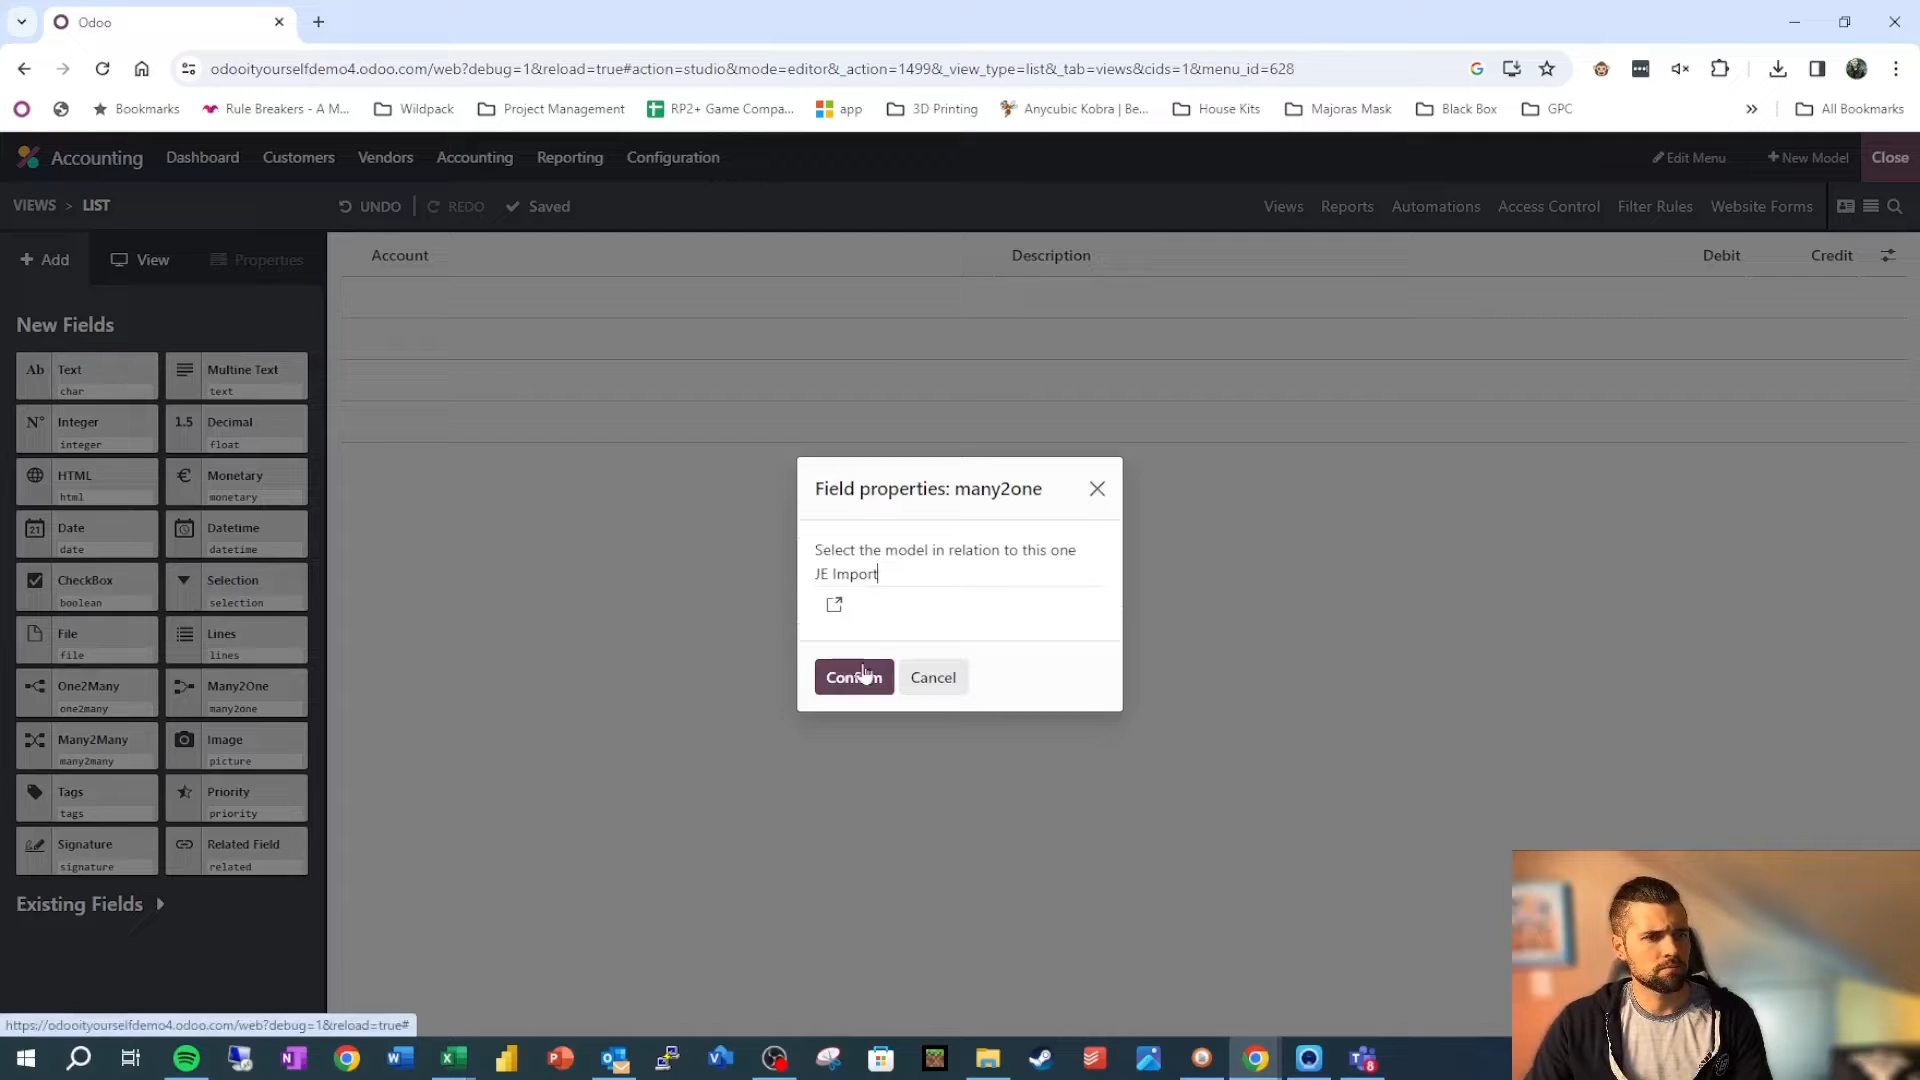 Odoo
odooityourselfdemo4.odoo.com/web?debug=1&reload=true#action=studio&mode=editor&_action=1499&_view_type=list&_tab=views&cids=1&menu_id=628
Bookmarks
Rule Breakers - A M...
Wildpack
Project Management
RP2+ Game Compa...
app
3D Printing
Anycubic Kobra | Be...
House Kits
Majoras Mask
Black Box
GPC
All Bookmarks
Accounting
Dashboard
Customers
Vendors
Accounting
Reporting
Configuration
Edit Menu
+ New Model
Close
VIEWS > LIST
UNDO
REDO
Saved
Views
Reports
Automations
Access Control
Filter Rules
Website Forms
+ Add
View
Properties
Account
Description
Debit
Credit
New Fields
Ab
Text
char
Multine Text
text
N°
Integer
integer
1.5
Decimal
float
HTML
html
€
Monetary
monetary
21
Date
date
Datetime
datetime
CheckBox
boolean
Selection
selection
File
file
Lines
lines
One2Many
one2many
Many2One
many2one
Many2Many
many2many
Image
picture
Tags
tags
Priority
priority
Signature
signature
Related Field
related
Existing Fields
Field properties: many2one
Select the model in relation to this one
JE Import
Confirm
Cancel
https://odooityourselfdemo4.odoo.com/web?debug=1&reload=true#